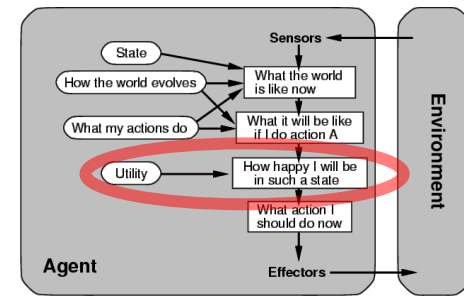 Sensors
State
How the world evolves
What my actions do
Utility
What the world
is like now
What it will be like
if I do action A
How happy I will be
in such a state
What action I
should do now
Effectors
Agent
Environment